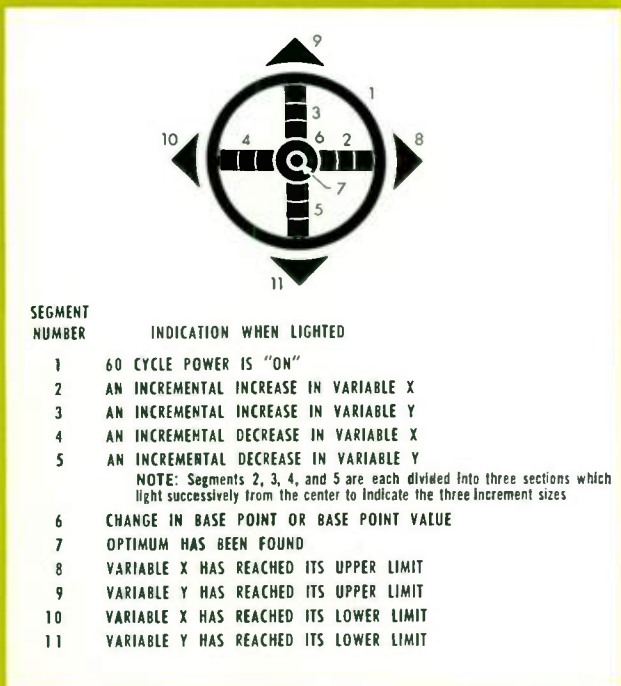 9
1
3
10
4
6
2
8
7
5
11
SEGMENT
NUMBER INDICATION WHEN LIGHTED
1 60 CYCLE POWER IS "ON"
2 AN INCREMENTAL INCREASE IN VARIABLE X
3 AN INCREMENTAL INCREASE IN VARIABLE Y
4 AN INCREMENTAL DECREASE IN VARIABLE X
5 AN INCREMENTAL DECREASE IN VARIABLE Y
NOTE: Segments 2, 3, 4, and 5 are each divided into three sections which
light successively from the center to indicate the three increment sizes
6 CHANGE IN BASE POINT OR BASE POINT VALUE
7 OPTIMUM HAS BEEN FOUND
8 VARIABLE X HAS REACHED ITS UPPER LIMIT
9 VARIABLE Y HAS REACHED ITS UPPER LIMIT
10 VARIABLE X HAS REACHED ITS LOWER LIMIT
11 VARIABLE Y HAS REACHED ITS LOWER LIMIT